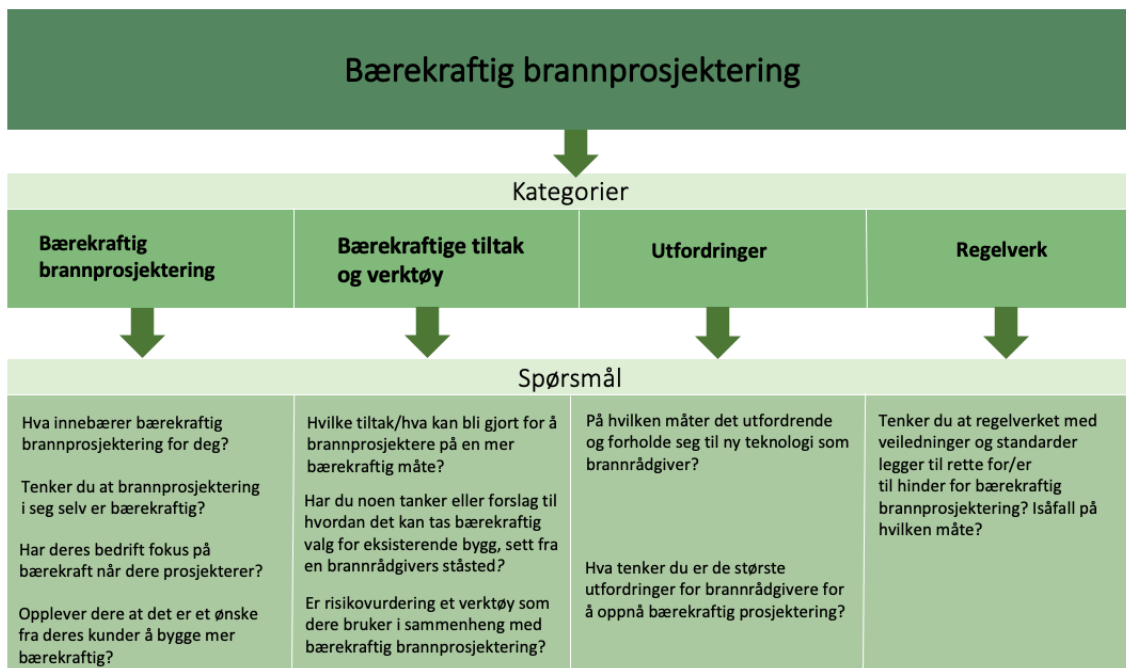 Bærekraftig brannprosjektering
Kategorier
Bærekraftig
brannprosjektering
Bærekraftige tiltak
og verktøy
Utfordringer
Regelverk
Spørsmål
Hva innebærer bærekraftig
brannprosjektering for deg?
Tenker du at brannprosjektering
i seg selv er bærekraftig?
Har deres bedrift fokus på
bærekraft når dere prosjekterer?
Opplever dere at det er et ønske
fra deres kunder å bygge mer
bærekraftig?
Hvilke tiltak/hva kan bli gjort for å
brannprosjektere på en mer
bærekraftig måte?
Har du noen tanker eller forslag til
hvordan det kan tas bærekraftig
valg for eksisterende bygg, sett fra
en brannrådgivers ståsted?
Er risikovurdering et verktøy som
dere bruker i sammenheng med
bærekraftig brannprosjektering?
På hvilken måter det utfordrende
og forholde seg til ny teknologi som
brannrådgiver?
Hva tenker du er de største
utfordringer for brannrådgivere for
å oppnå bærekraftig prosjektering?
Tenker du at regelverket med
veiledninger og standarder
legger til rette for/er
til hinder for bærekraftig
brannprosjektering? Isåfall på
hvilken måte?